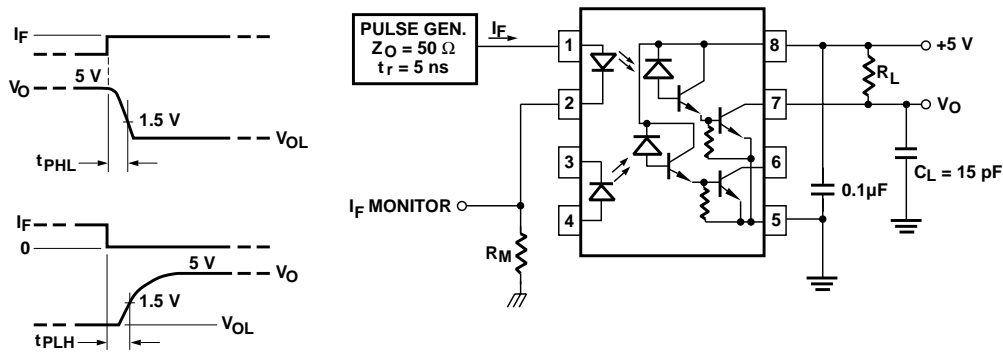 IF
VO
5 V
1.5 V
VOL
tPHL
IF
0
5 V
VO
1.5 V
VOL
tPLH
PULSE GEN.
ZO = 50 Ω
tr = 5 ns
IF
1
2
3
4
8
7
6
5
IF MONITOR
RM
+5 V
RL
VO
0.1µF
CL = 15 pF